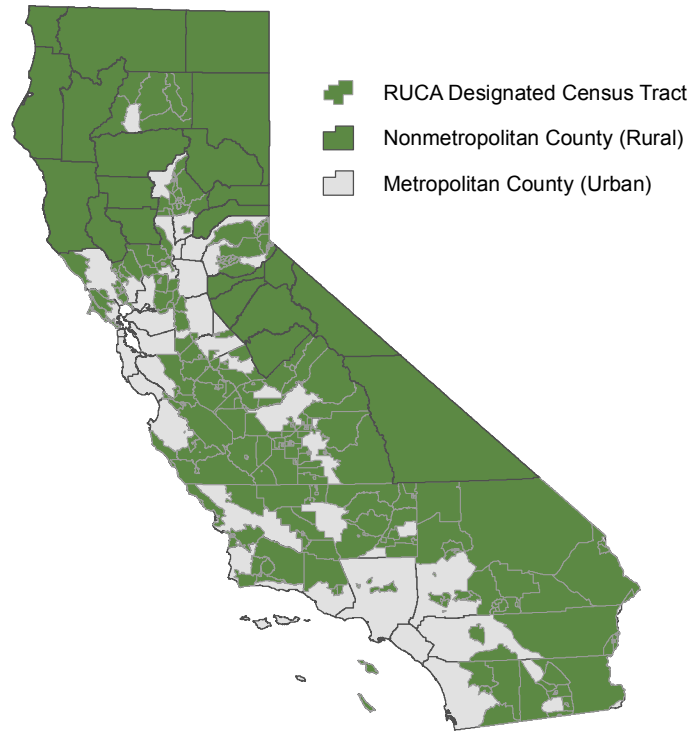 RUCA Designated Census Tract
Nonmetropolitan County (Rural)
Metropolitan County (Urban)